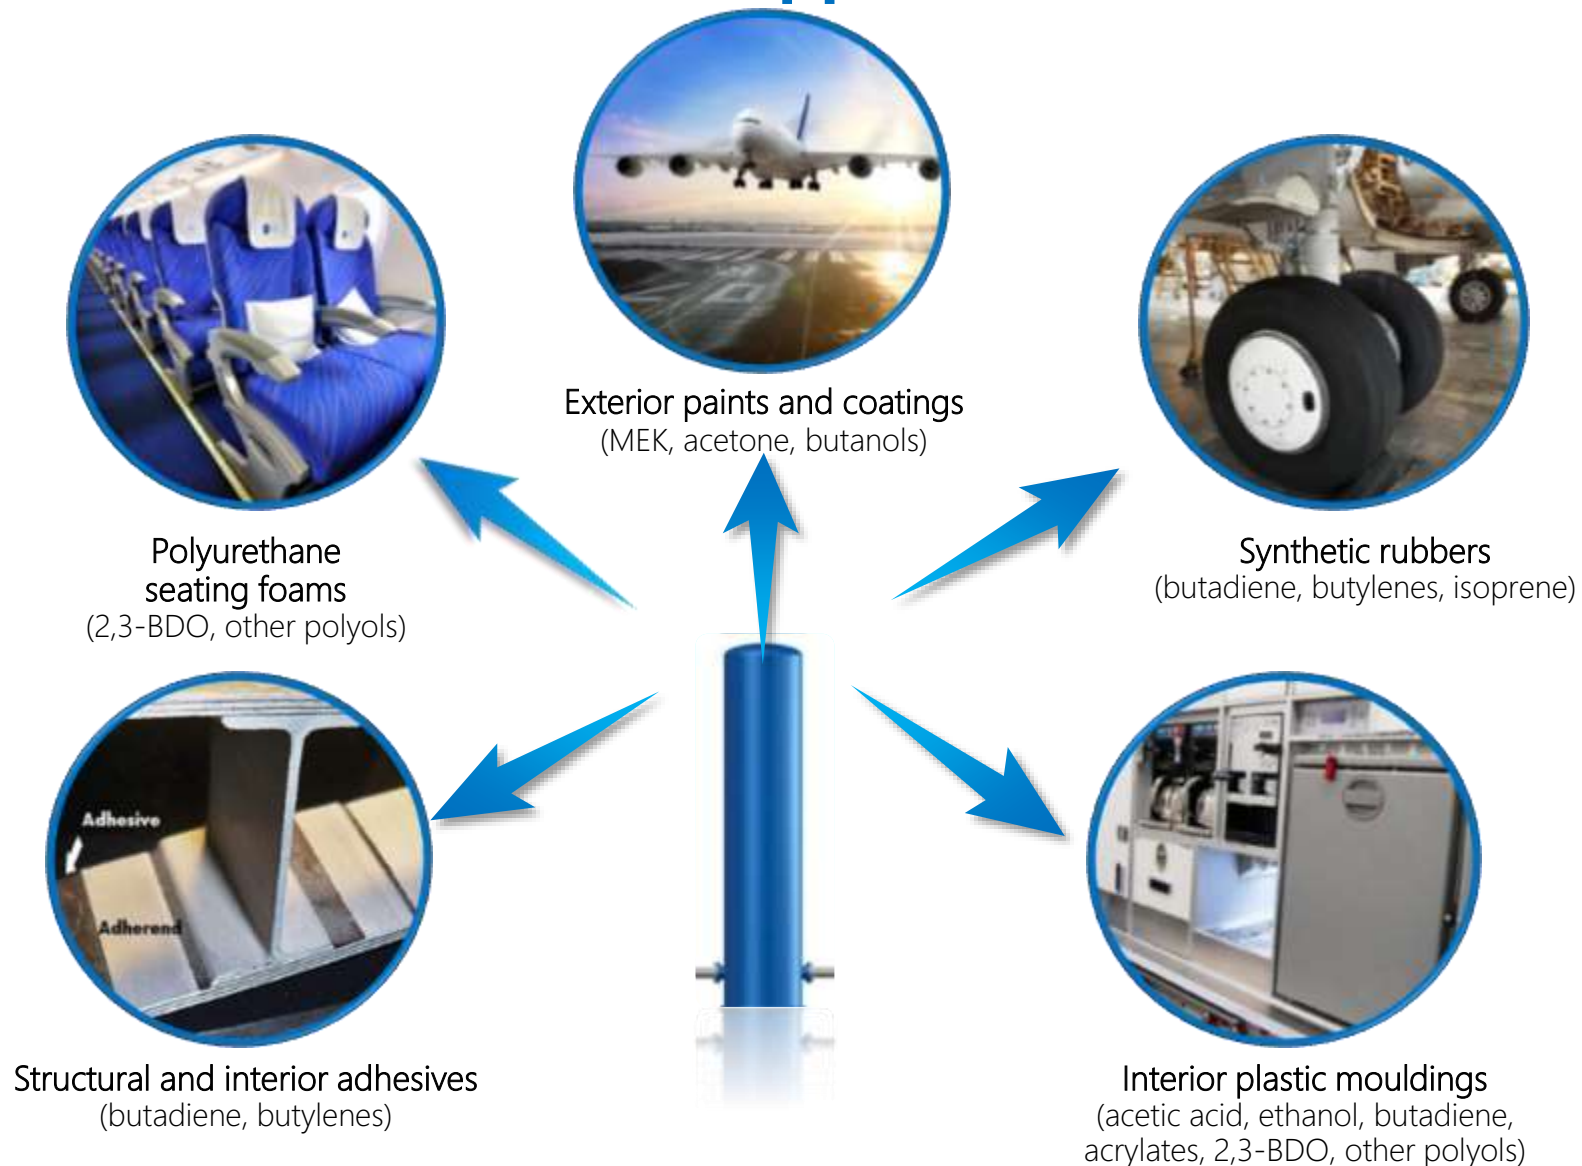 Exterior paints and coatings
(MEK, acetone, butanols)
Polyurethane
seating foams
(2,3-BDO, other polyols)
Synthetic rubbers
(butadiene, butylenes, isoprene)
Adhesive
Adherend
Structural and interior adhesives
(butadiene, butylenes)
Interior plastic mouldings
(acetic acid, ethanol, butadiene,
acrylates, 2,3-BDO, other polyols)